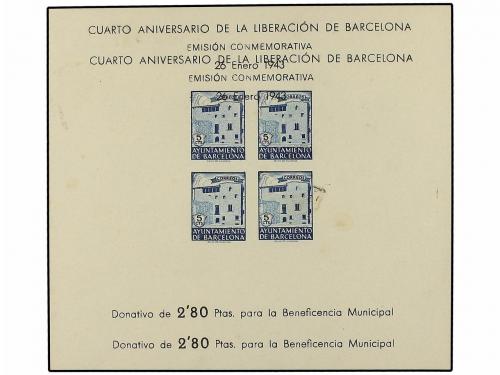 CUARTO ANIVERSARIO DE LA LIBERACIÓN DE BARCELONA
EMISIÓN CONMEMORATIVA
CUARTO ANIVERSARIO DE LA LIBERACIÓN DE BARCELONA
26 Enero 1943
EMISIÓN CONMEMORATIVA
26 Enero 1943
CORREOS CORREOS
5 5
AYUNTAMIENTO DE BARCELONA AYUNTAMIENTO DE BARCELONA
CORREOS CORREOS
5 5
AYUNTAMIENTO DE BARCELONA AYUNTAMIENTO DE BARCELONA
Donativo de 2'80 Ptas. para la Beneficencia Municipal
Donativo de 2'80 Ptas. para la Beneficencia Municipal